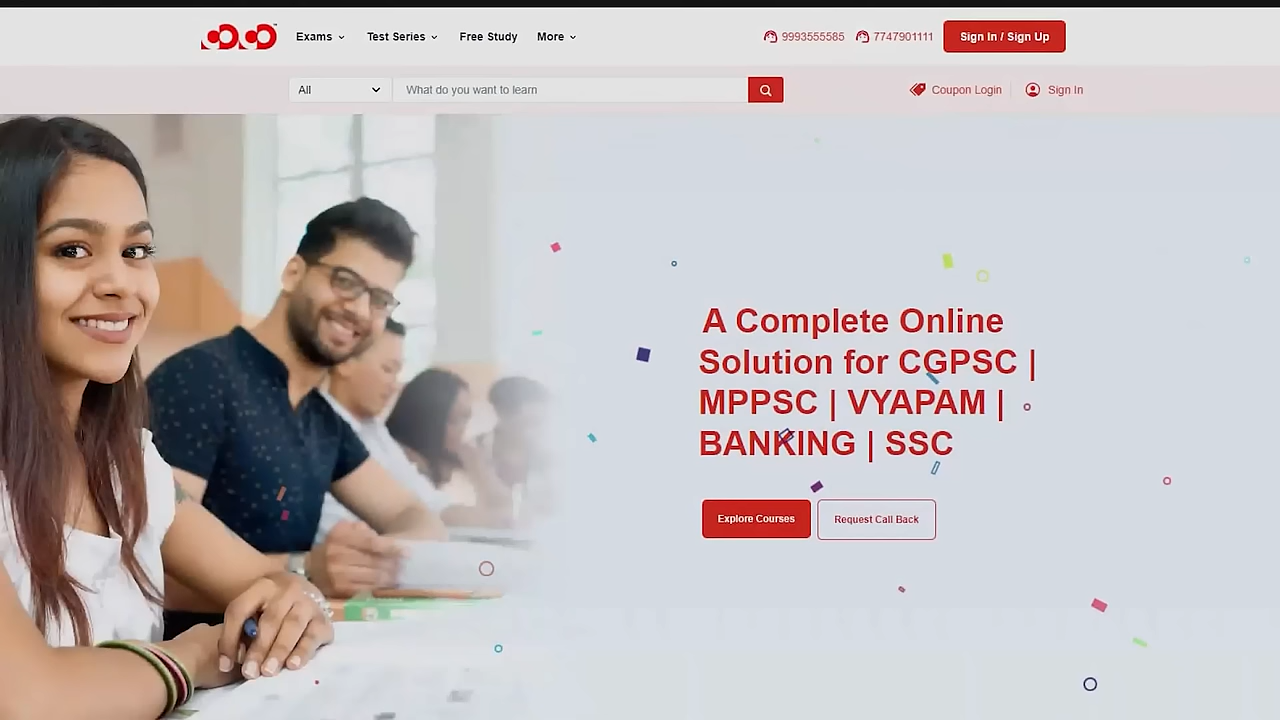 Exams
Test Series
Free Study
More
9993555585
7747901111
Sign In / Sign Up
All
What do you want to learn
Coupon Login
Sign In
A Complete Online
Solution for CGPSC |
MPPSC | VYAPAM |
BANKING | SSC
Explore Courses
Request Call Back